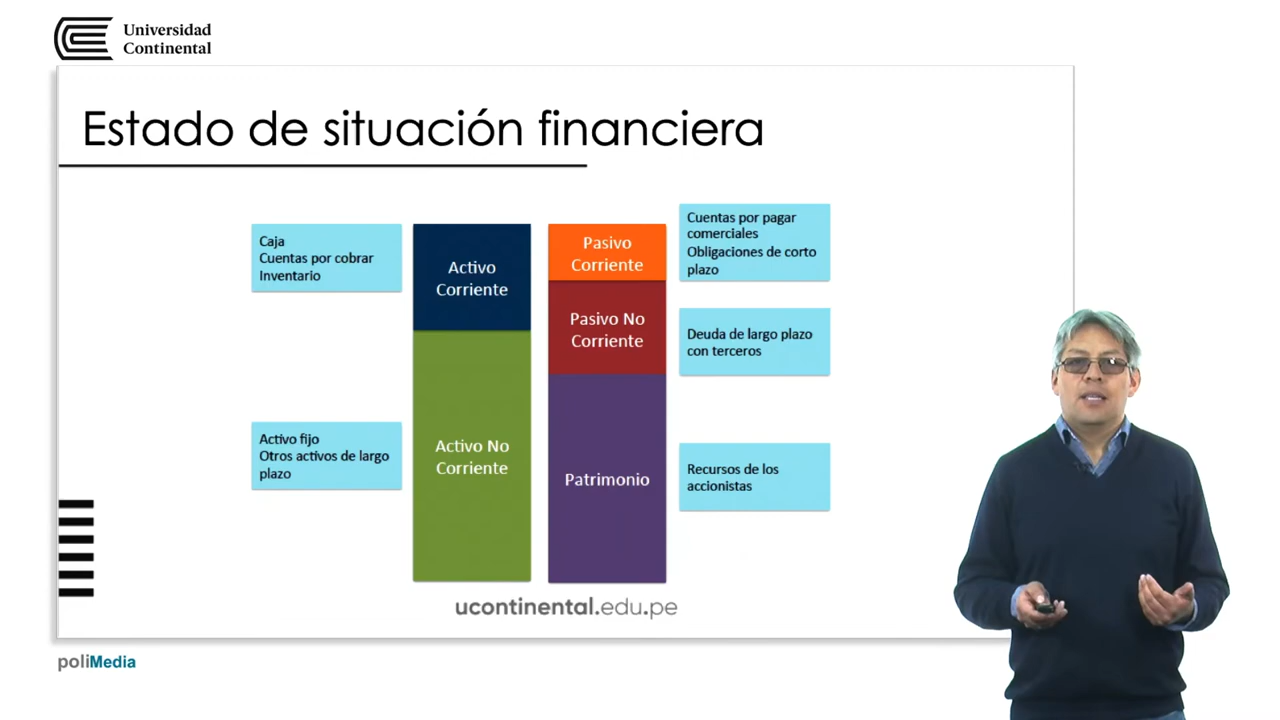 Universidad
Continental
Estado de situación financiera
Caja
Cuentas por cobrar
Inventario
Activo
Corriente
Pasivo
Corriente
Cuentas por pagar
comerciales
Obligaciones de corto
plazo
Pasivo No
Corriente
Deuda de largo plazo
con terceros
Activo fijo
Otros activos de largo
plazo
Activo No
Corriente
Patrimonio
Recursos de los
accionistas
ucontinental.edu.pe
poliMedia